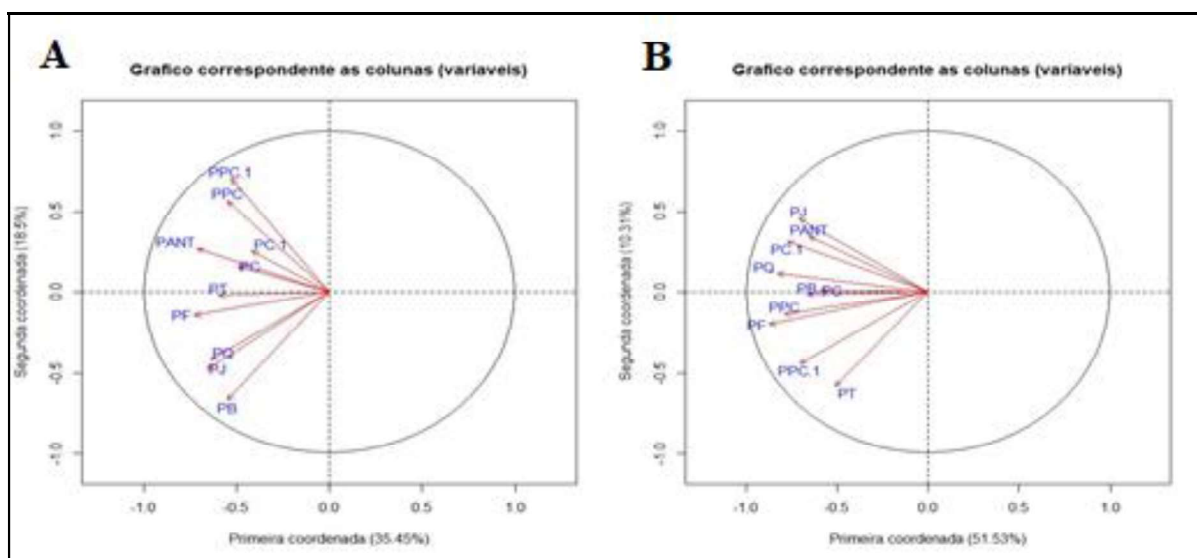 A
Grafico correspondente as colunas (variaveis)
Segunda coordenada (18.5%)
1.0
0.5
0.0
-0.5
-1.0
PPC.1
PPC
PANT
PC.1
PC
PT
PF
PQ
PJ
PB
-1.0 -0.5 0.0 0.5 1.0
Primeira coordenada (35.45%)
B
Grafico correspondente as colunas (variaveis)
Segunda coordenada (10.31%)
1.0
0.5
0.0
-0.5
-1.0
PJ
PANT
PC.1
PQ
PB
PC
PPC
PF
PPC.1
PT
-1.0 -0.5 0.0 0.5 1.0
Primeira coordenada (51.53%)